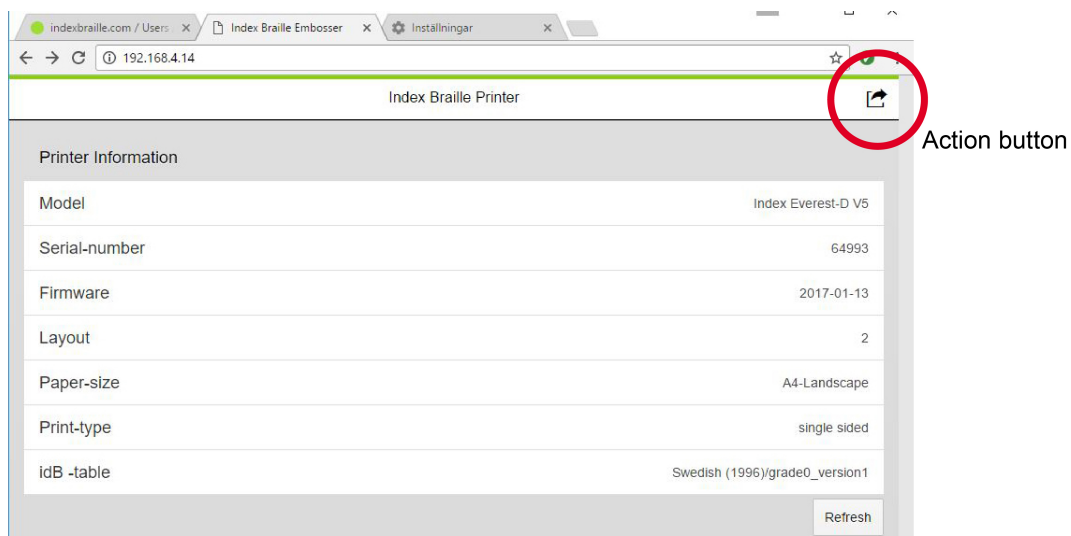 indexbraille.com / Users Index Braille Embosser Inställningar
192.168.4.14
Index Braille Printer
Action button
Printer Information
Model Index Everest-D V5
Serial-number 64993
Firmware 2017-01-13
Layout 2
Paper-size A4-Landscape
Print-type single sided
idB -table Swedish (1996)/grade0_version1
Refresh